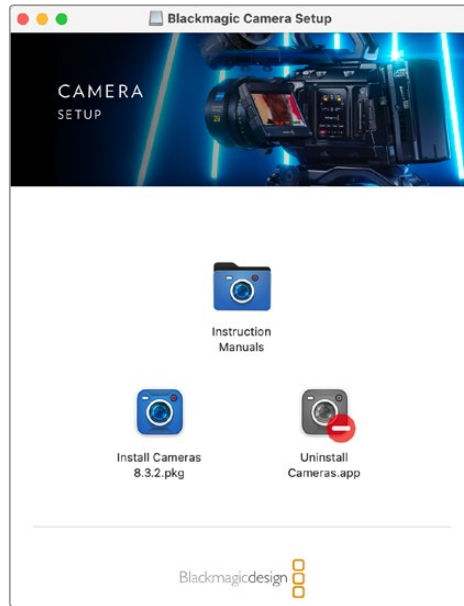 Blackmagic Camera Setup
CAMERA
SETUP
Instruction
Manuals
Install Cameras
8.3.2.pkg
Uninstall
Cameras.app
Blackmagicdesign